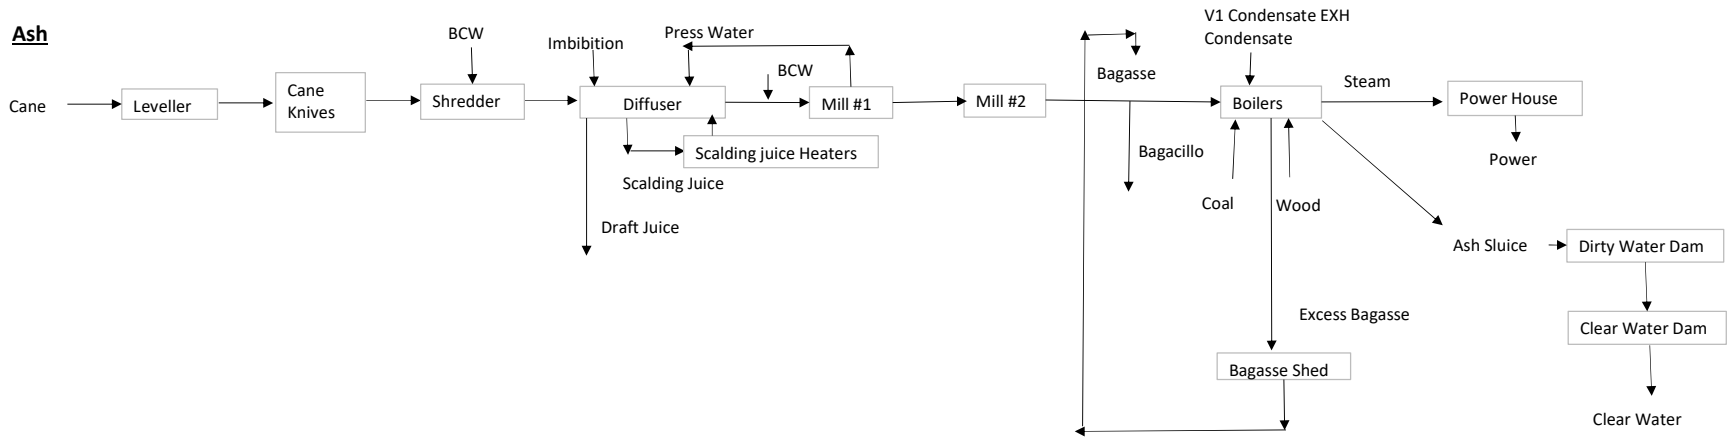 Ash
Cane
Leveller
Cane
Knives
BCW
Shredder
Imbibition
Press Water
Diffuser
BCW
Scalding juice Heaters
Scalding Juice
Draft Juice
Mill #1
Mill #2
Bagasse
Bagacillo
V1 Condensate EXH
Condensate
Boilers
Steam
Power House
Power
Coal
Wood
Ash Sluice
Dirty Water Dam
Clear Water Dam
Clear Water
Excess Bagasse
Bagasse Shed